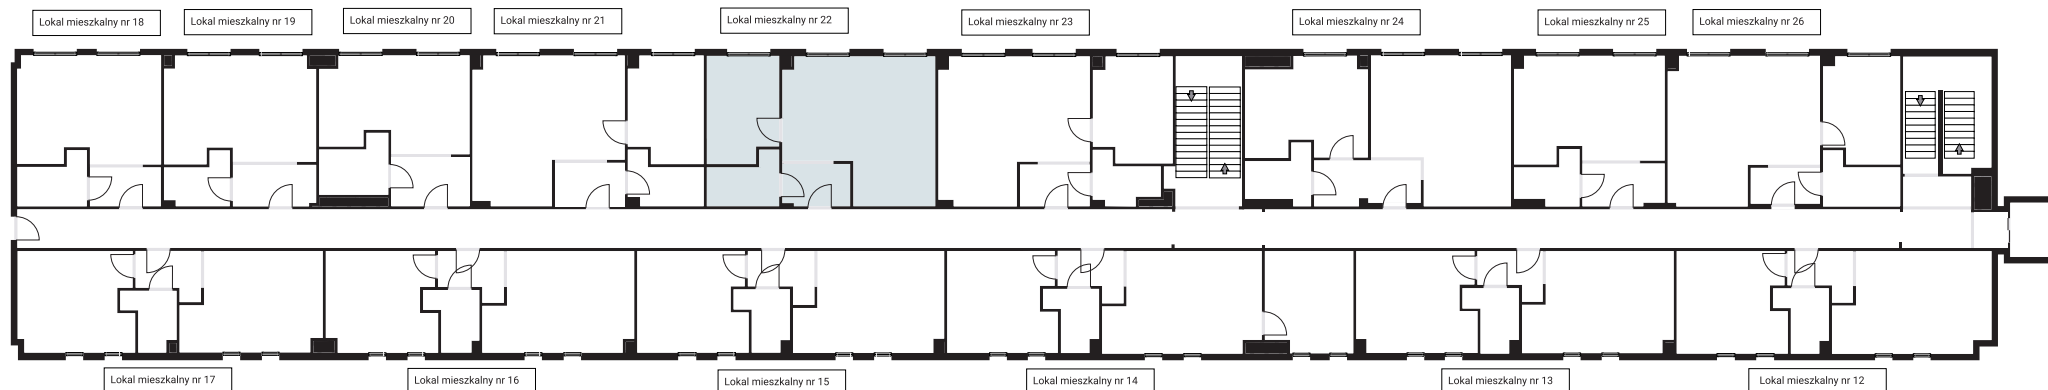 Lokal mieszkalny nr 18
Lokal mieszkalny nr 19
Lokal mieszkalny nr 20
Lokal mieszkalny nr 21
Lokal mieszkalny nr 22
Lokal mieszkalny nr 23
Lokal mieszkalny nr 24
Lokal mieszkalny nr 25
Lokal mieszkalny nr 26
Lokal mieszkalny nr 17
Lokal mieszkalny nr 16
Lokal mieszkalny nr 15
Lokal mieszkalny nr 14
Lokal mieszkalny nr 13
Lokal mieszkalny nr 12